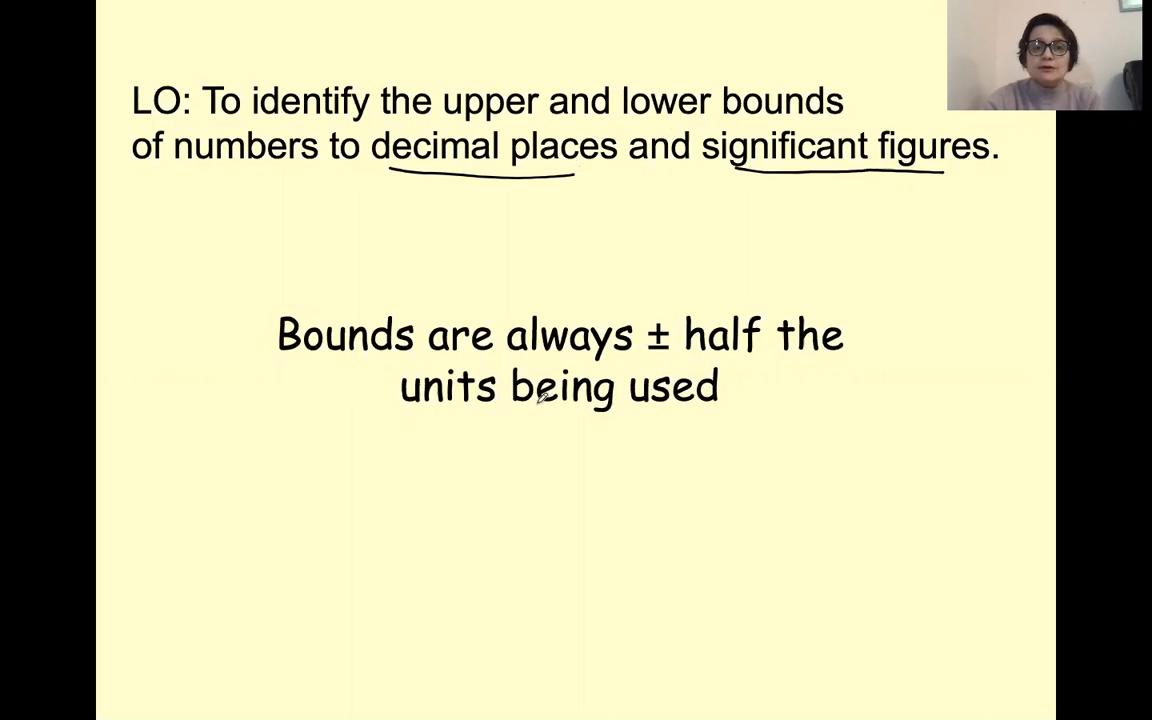 LO: To identify the upper and lower bounds
of numbers to decimal places and significant figures.
Bounds are always ± half the
units being used